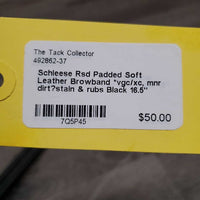 The Tack Collector
492862-37
Schleese Rsd Padded Soft
Leather Browband *vgc/xc, mnr
dirt?stain & rubs Black 16.5"
7Q5P45
$50.00